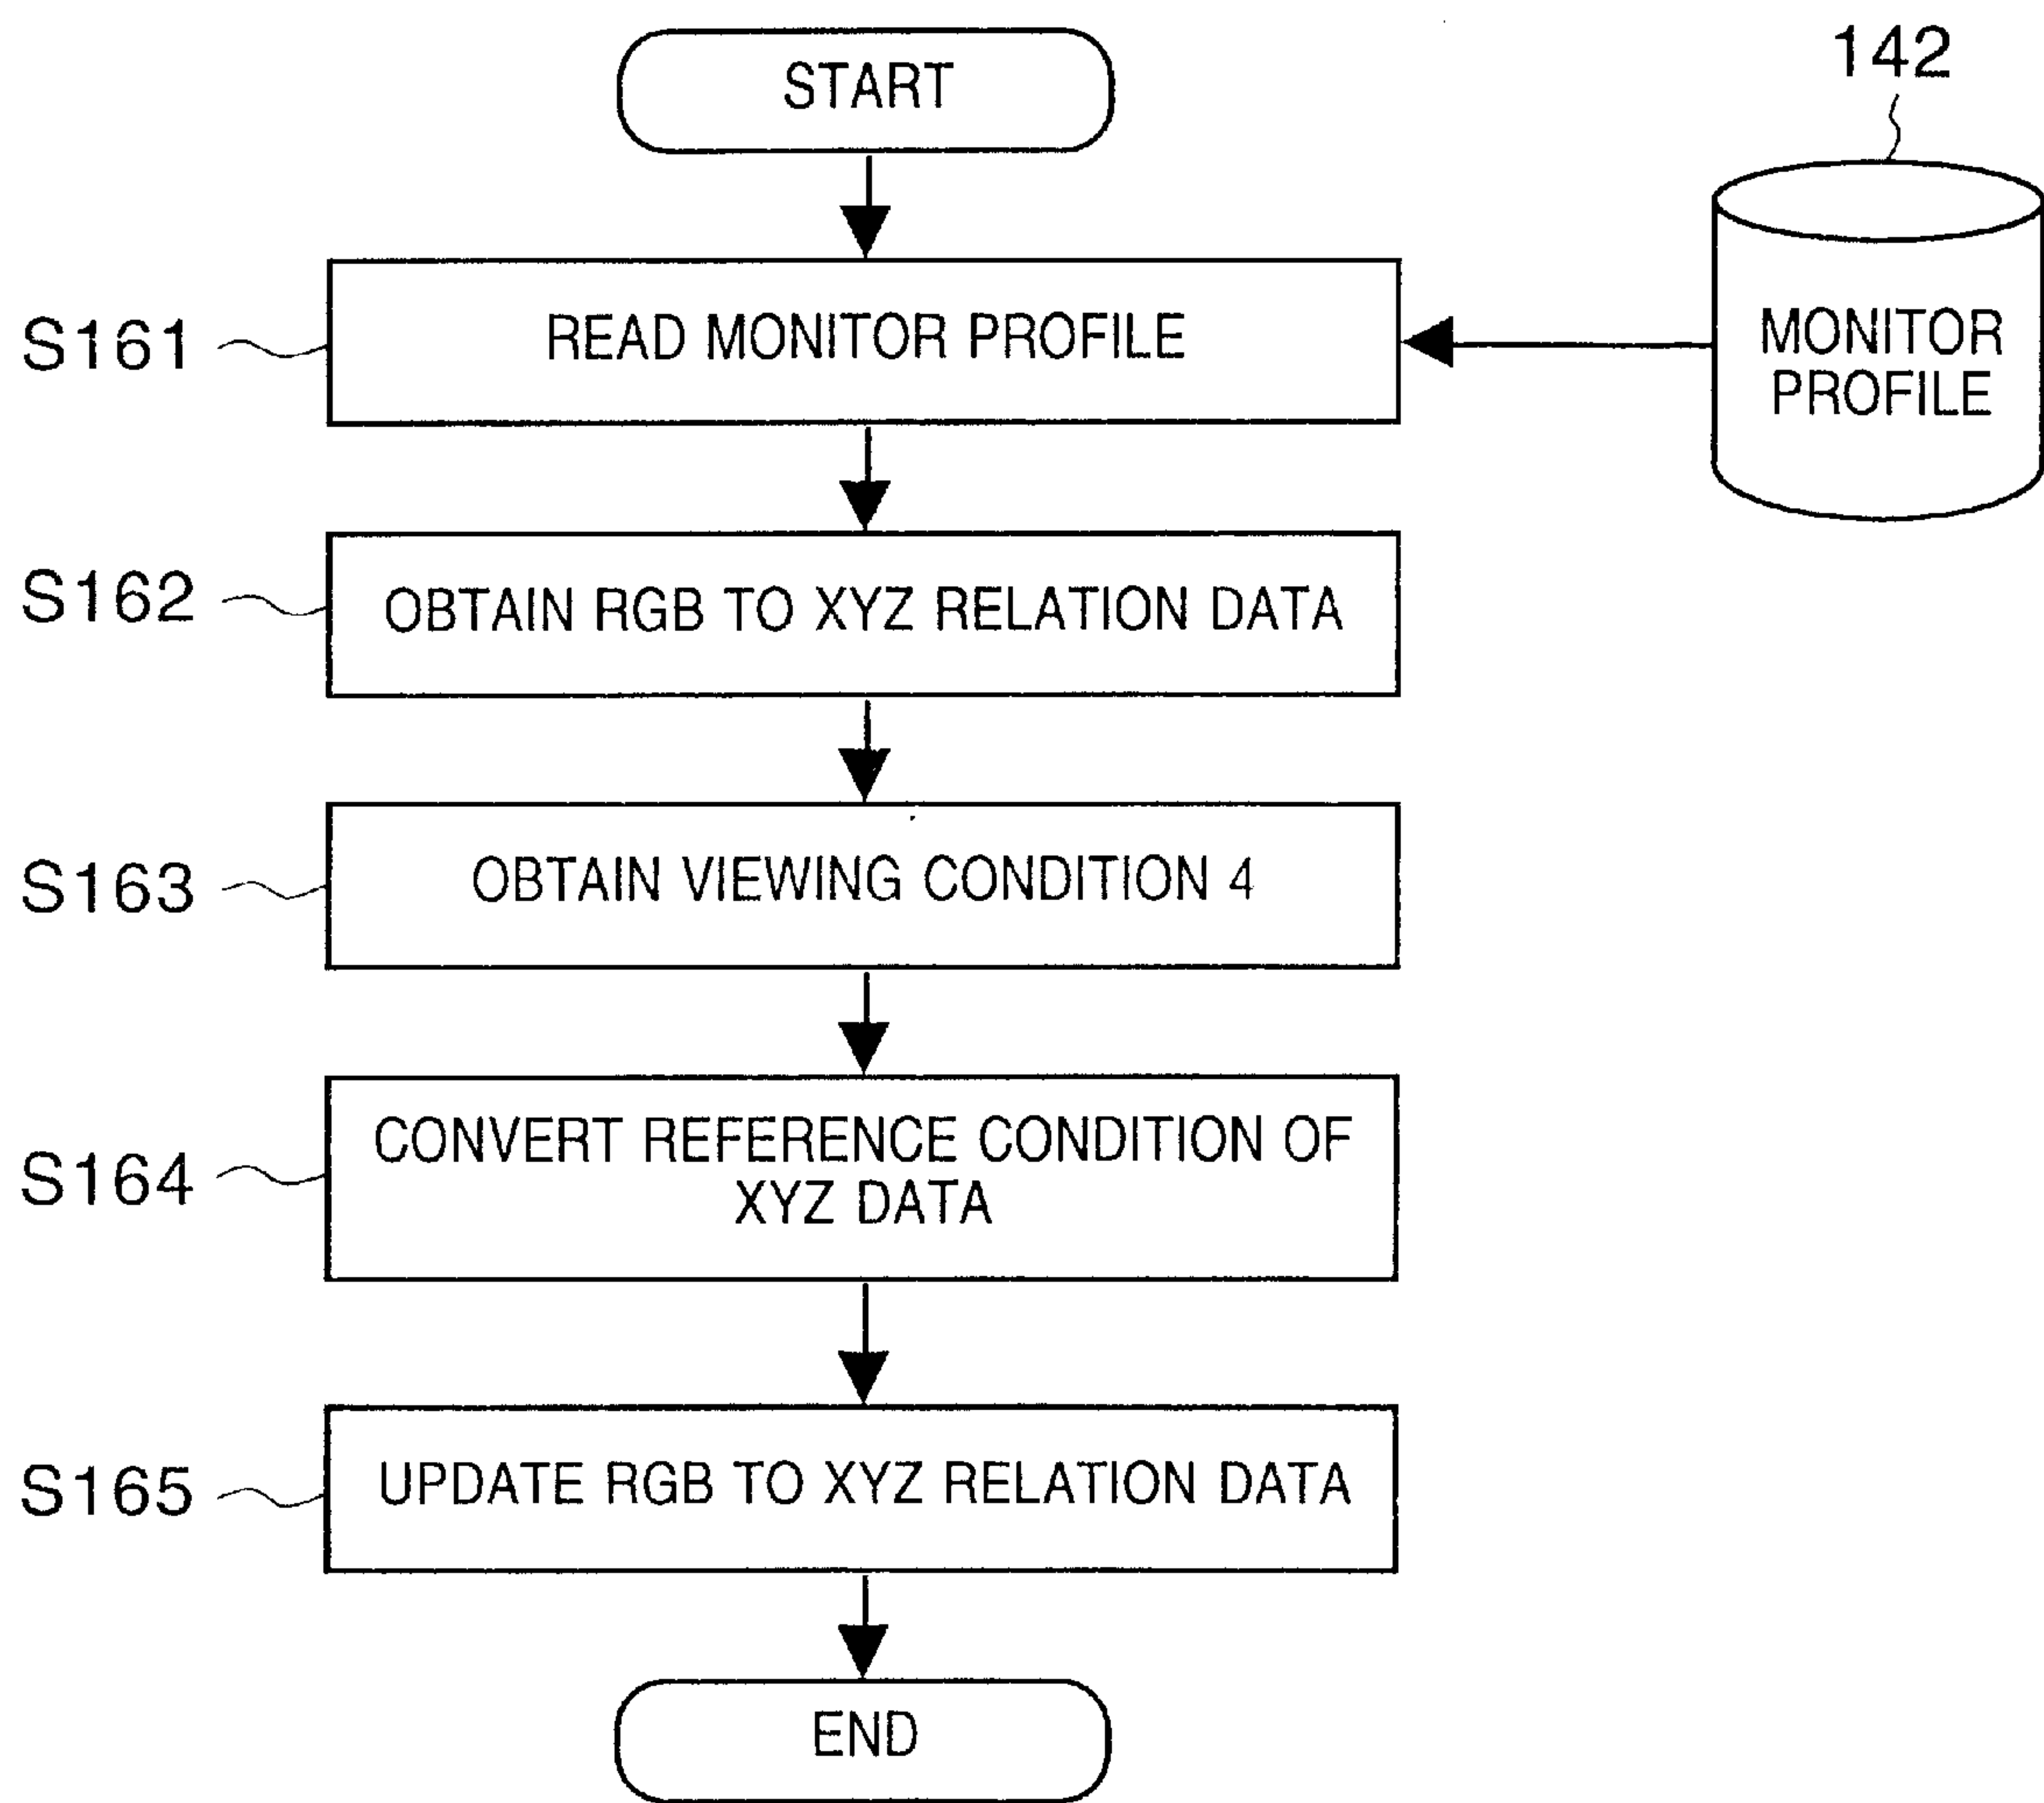 START
142
S161
READ MONITOR PROFILE
MONITOR
PROFILE
S162
OBTAIN RGB TO XYZ RELATION DATA
S163
OBTAIN VIEWING CONDITION 4
S164
CONVERT REFERENCE CONDITION OF
XYZ DATA
S165
UPDATE RGB TO XYZ RELATION DATA
END